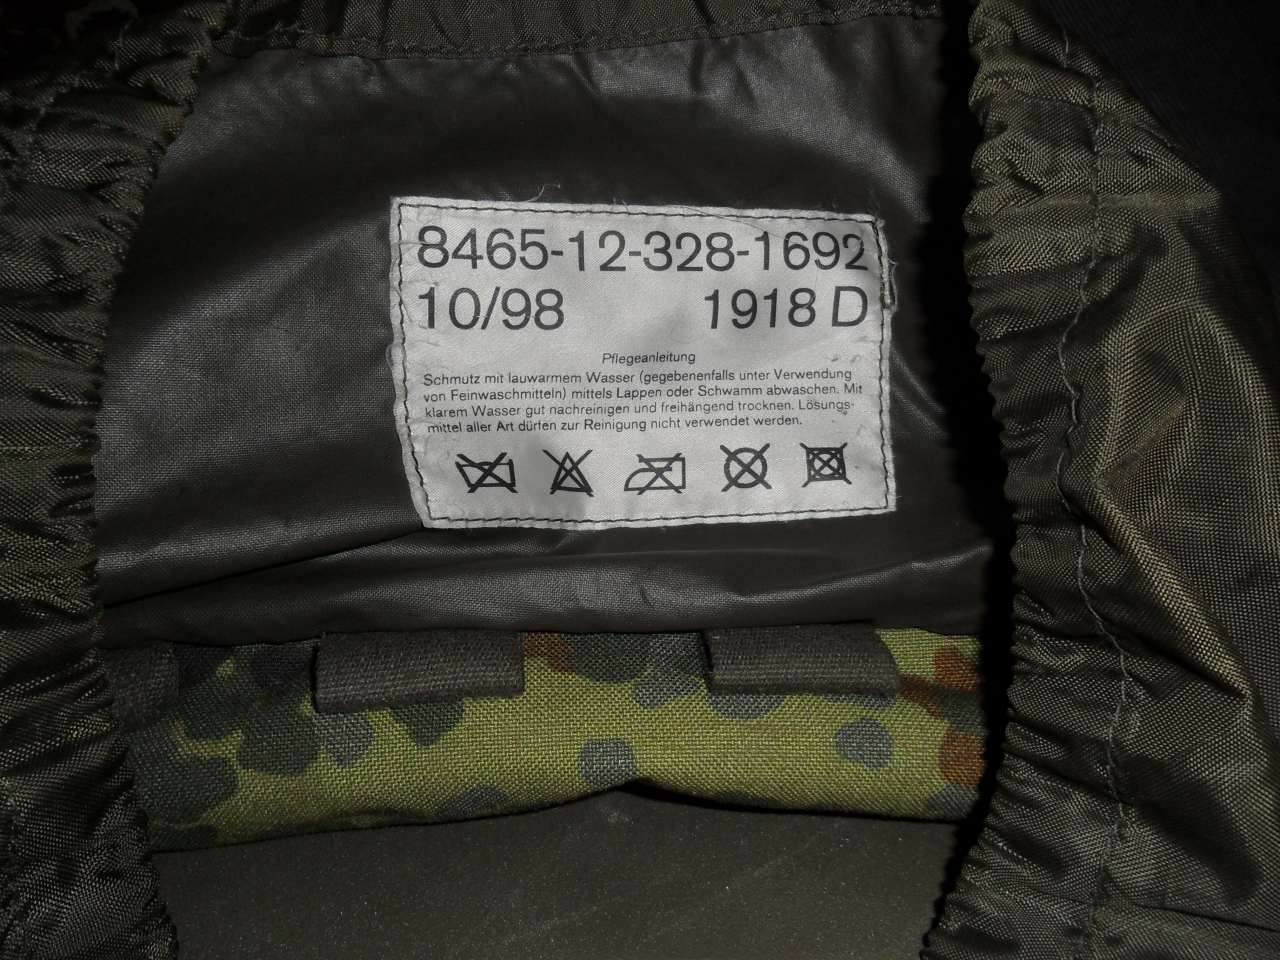 8465-12-328-1692
10/98 1918 D
Pflegeanleitung
Schmutz mit lauwarmem Wasser (gegebenenfalls unter Verwendung
von Feinwaschmitteln) mittels Lappen oder Schwamm abwaschen. Mit
klarem Wasser gut nachreinigen und freihängend trocknen. Lösungs-
mittel aller Art dürfen zur Reinigung nicht verwendet werden.